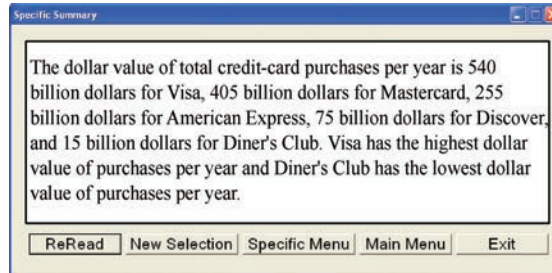 Specific Summary
The dollar value of total credit-card purchases per year is 540
billion dollars for Visa, 405 billion dollars for Mastercard, 255
billion dollars for American Express, 75 billion dollars for Discover,
and 15 billion dollars for Diner's Club. Visa has the highest dollar
value of purchases per year and Diner's Club has the lowest dollar
value of purchases per year.
ReRead New Selection Specific Menu Main Menu Exit